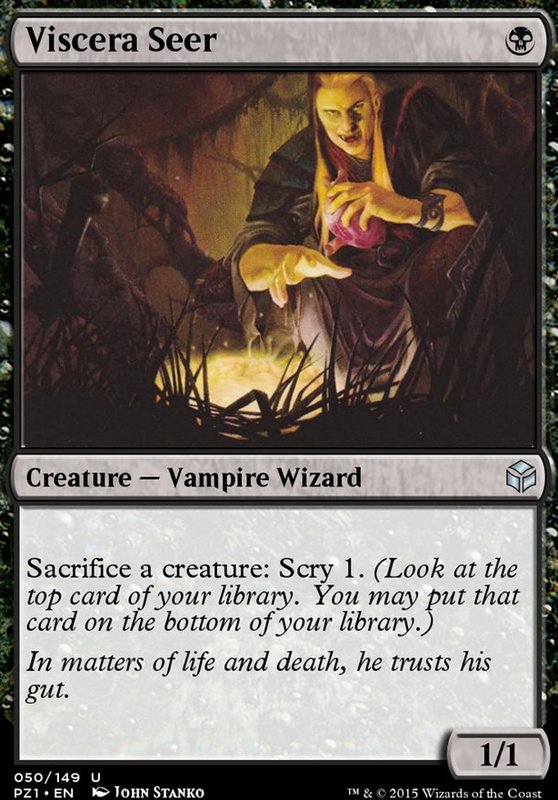 Viscera Seer
Creature — Vampire Wizard
Sacrifice a creature: Scry 1. (Look at the
top card of your library. You may put that
card on the bottom of your library.)
In matters of life and death, he trusts his
gut.
1/1
050/149 U
PZ1 • EN John Stanko
™ & © 2015 Wizards of the Coast